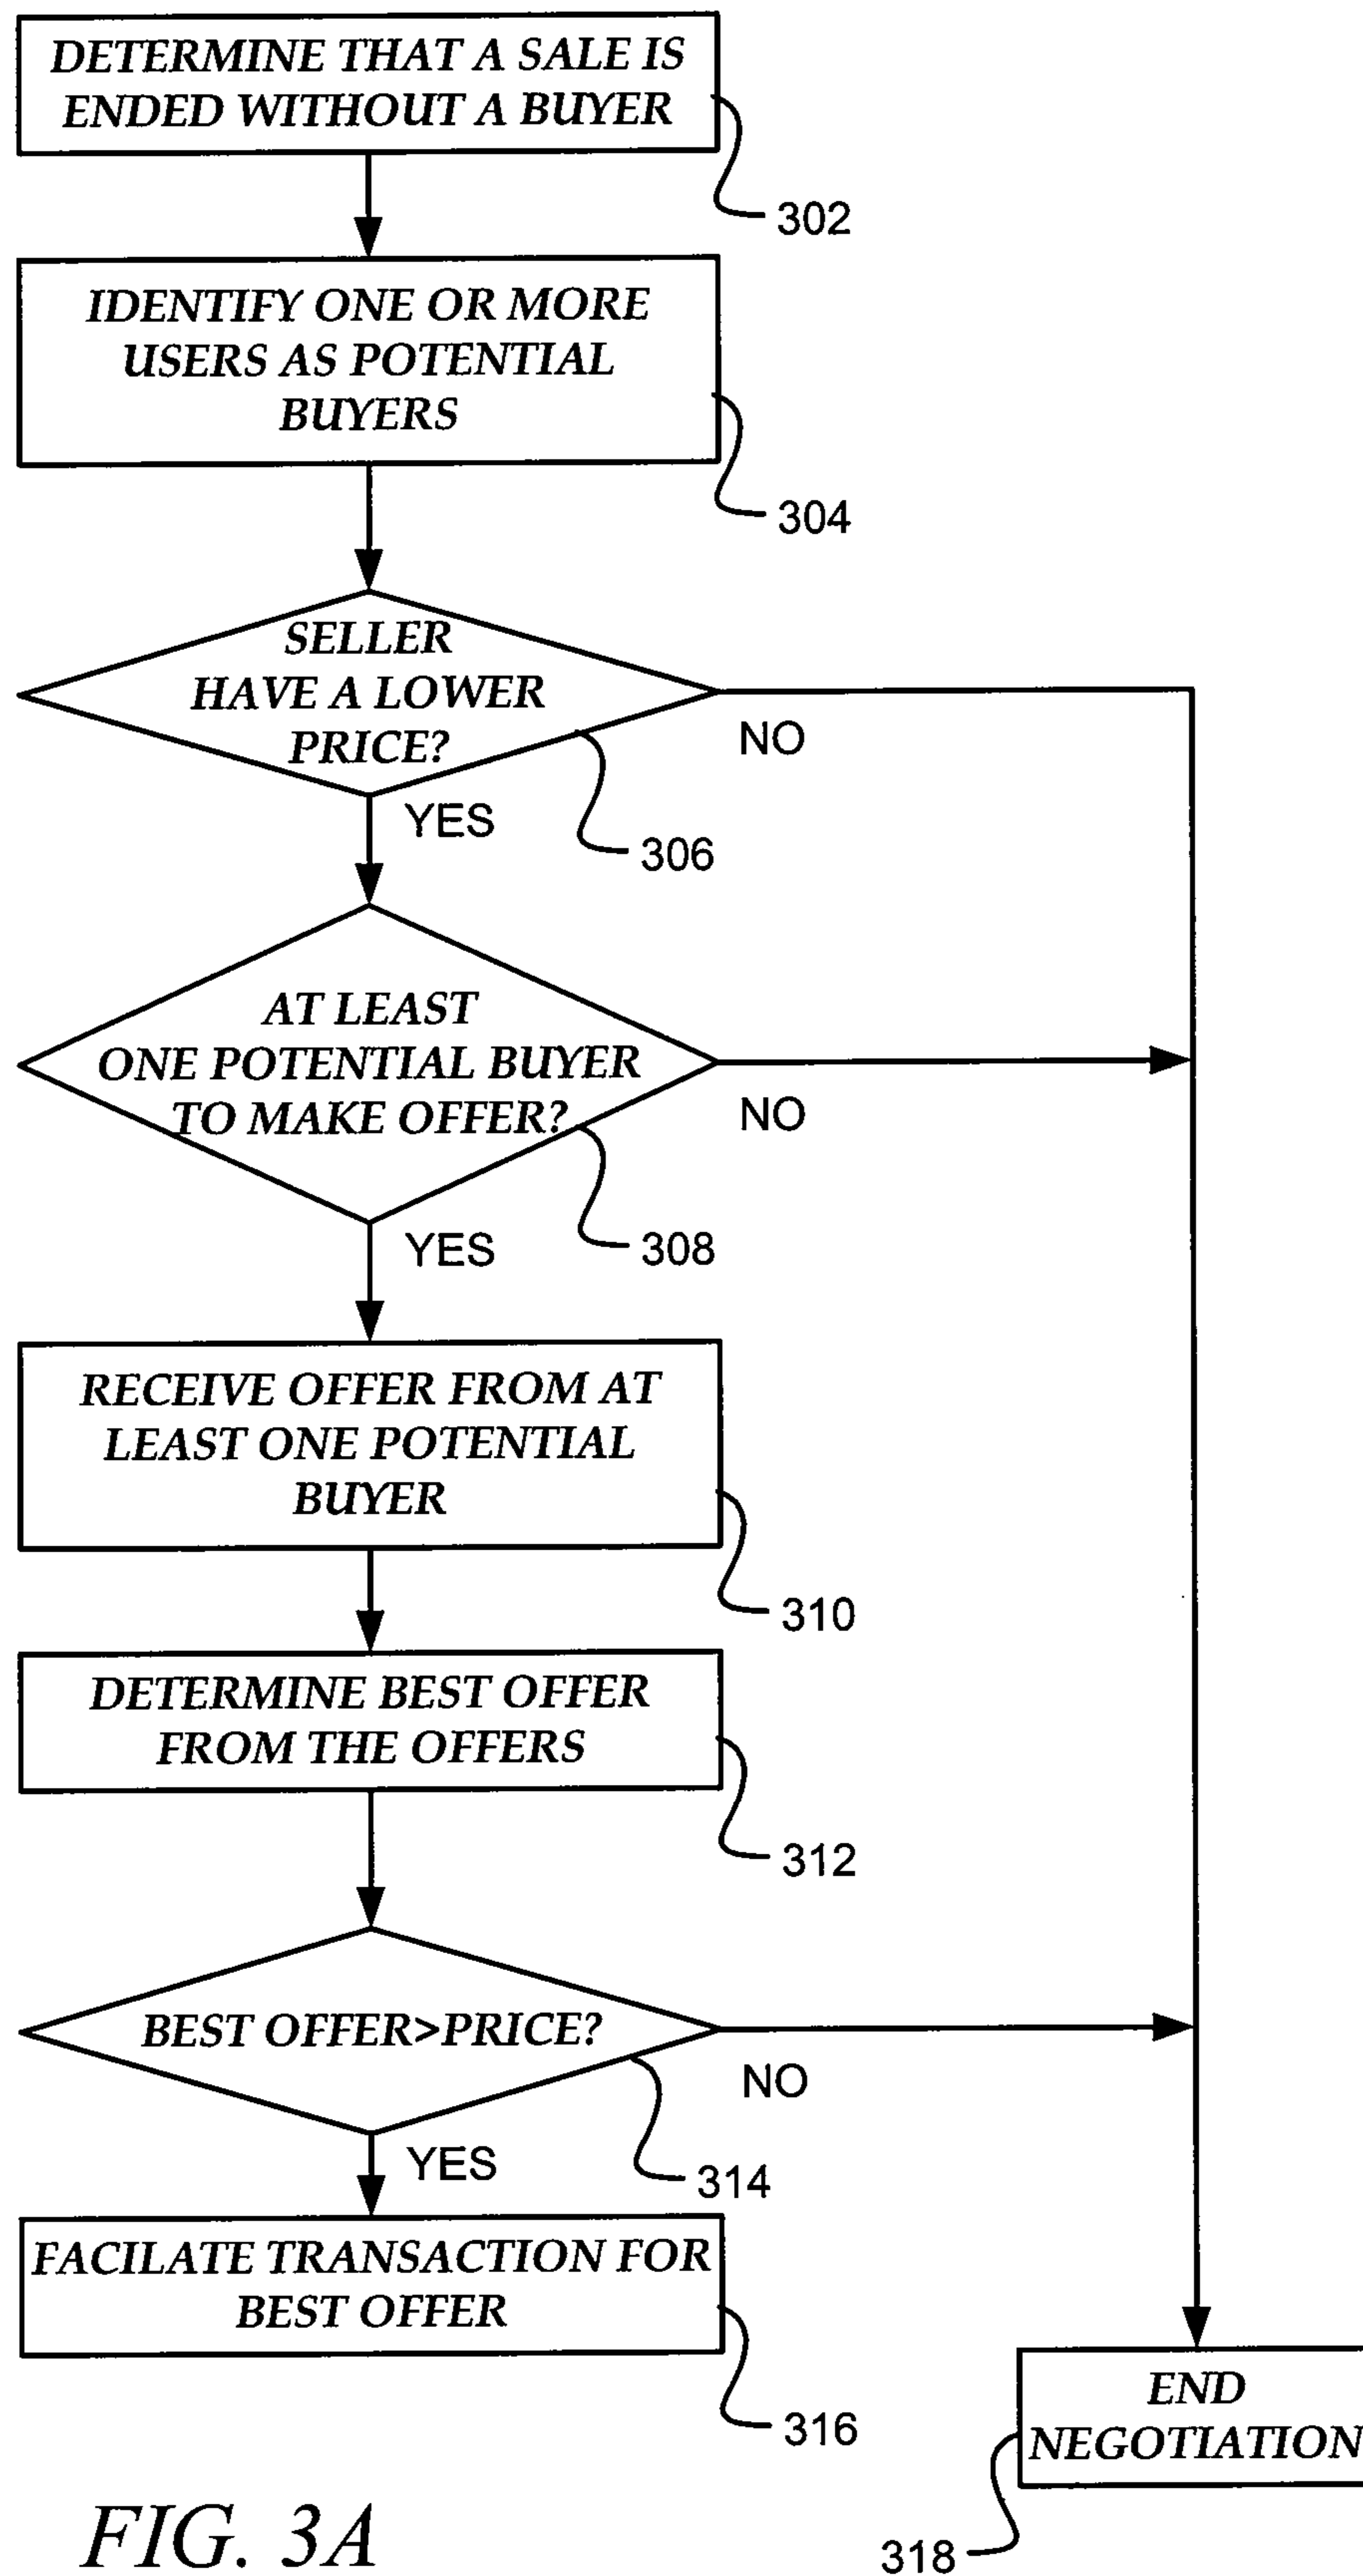 DETERMINE THAT A SALE IS
ENDED WITHOUT A BUYER
302
IDENTIFY ONE OR MORE
USERS AS POTENTIAL
BUYERS
304
SELLER
HAVE A LOWER
PRICE?
NO
YES
306
AT LEAST
ONE POTENTIAL BUYER
TO MAKE OFFER?
NO
YES
308
RECEIVE OFFER FROM AT
LEAST ONE POTENTIAL
BUYER
310
DETERMINE BEST OFFER
FROM THE OFFERS
312
BEST OFFER>PRICE?
NO
YES
314
FACILATE TRANSACTION FOR
BEST OFFER
316
END
NEGOTIATION
318
FIG. 3A